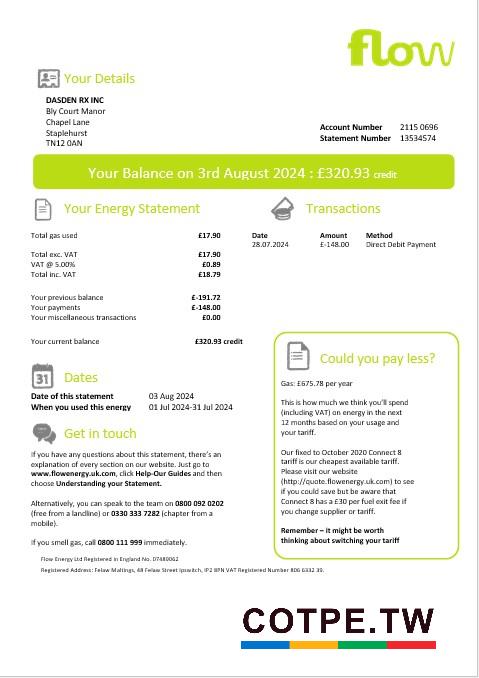 flow
Your Details
DASDEN RX INC
Bly Court Manor
Chapel Lane
Staplehurst
TN12 0AN
Account Number 2115 0696
Statement Number 13534574
Your Balance on 3rd August 2024 : £320.93 credit
Your Energy Statement
Total gas used £17.90
Total exc. VAT £17.90
VAT @ 5.00% £0.89
Total inc. VAT £18.79
Your previous balance £-191.72
Your payments £-148.00
Your miscellaneous transactions £0.00
Your current balance £320.93 credit
Transactions
Date Amount Method
28.07.2024 £-148.00 Direct Debit Payment
31 Dates
Date of this statement 03 Aug 2024
When you used this energy 01 Jul 2024-31 Jul 2024
Get in touch
If you have any questions about this statement, there's an
explanation of every section on our website. Just go to
www.flowenergy.uk.com, click Help-Our Guides and then
choose Understanding your Statement.
Alternatively, you can speak to the team on 0800 092 0202
(free from a landline) or 0330 333 7282 (chapter from a
mobile).
If you smell gas, call 0800 111 999 immediately.
Could you pay less?
Gas: £675.78 per year
This is how much we think you'll spend
(including VAT) on energy in the next
12 months based on your usage and
your tariff.
Our fixed to October 2020 Connect 8
tariff is our cheapest available tariff.
Please visit our website
(http://quote.flowenergy.uk.com) to see
if you could save but be aware that
Connect 8 has a £30 per fuel exit fee if
you change supplier or tariff.
Remember – it might be worth
thinking about switching your tariff
Flow Energy Ltd Registered in England No. 07489062
Registered Address: Felaw Maltings, 48 Felaw Street Ipswitch, IP2 8PN VAT Registered Number 806 6332 39.
COTPE.TW